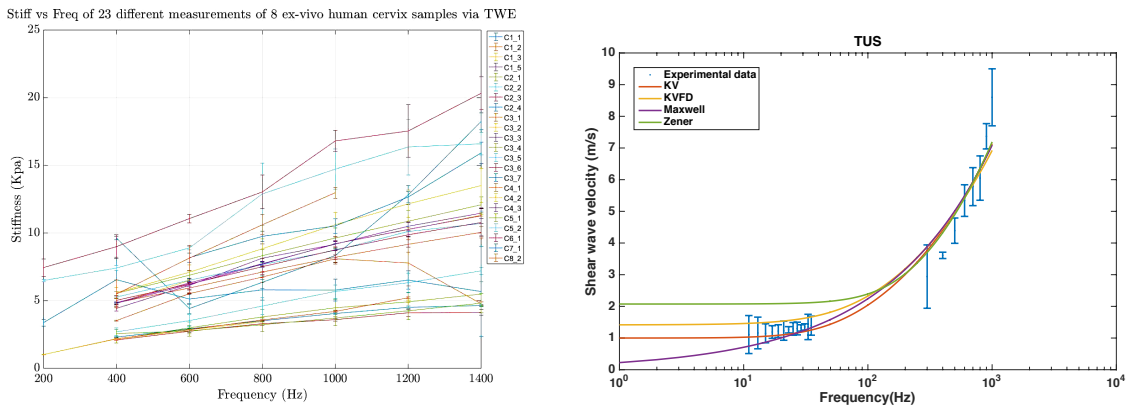 Stiff vs Freq of 23 different measurements of 8 ex-vivo human cervix samples via TWE
25
20
15
10
5
0
Stiffness (Kpa)
200 400 600 800 1000 1200 1400
Frequency (Hz)
C1_1
C1_2
C1_3
C1_5
C2_1
C2_2
C2_3
C2_4
C3_1
C3_2
C3_3
C3_4
C3_5
C3_6
C3_7
C4_1
C4_2
C4_3
C5_1
C5_2
C6_1
C7_1
C8_2
TUS
10
9
8
7
6
5
4
3
2
1
0
Shear wave velocity (m/s)
Experimental data
KV
KVFD
Maxwell
Zener
10⁰ 10¹ 10² 10³ 10⁴
Frequency(Hz)